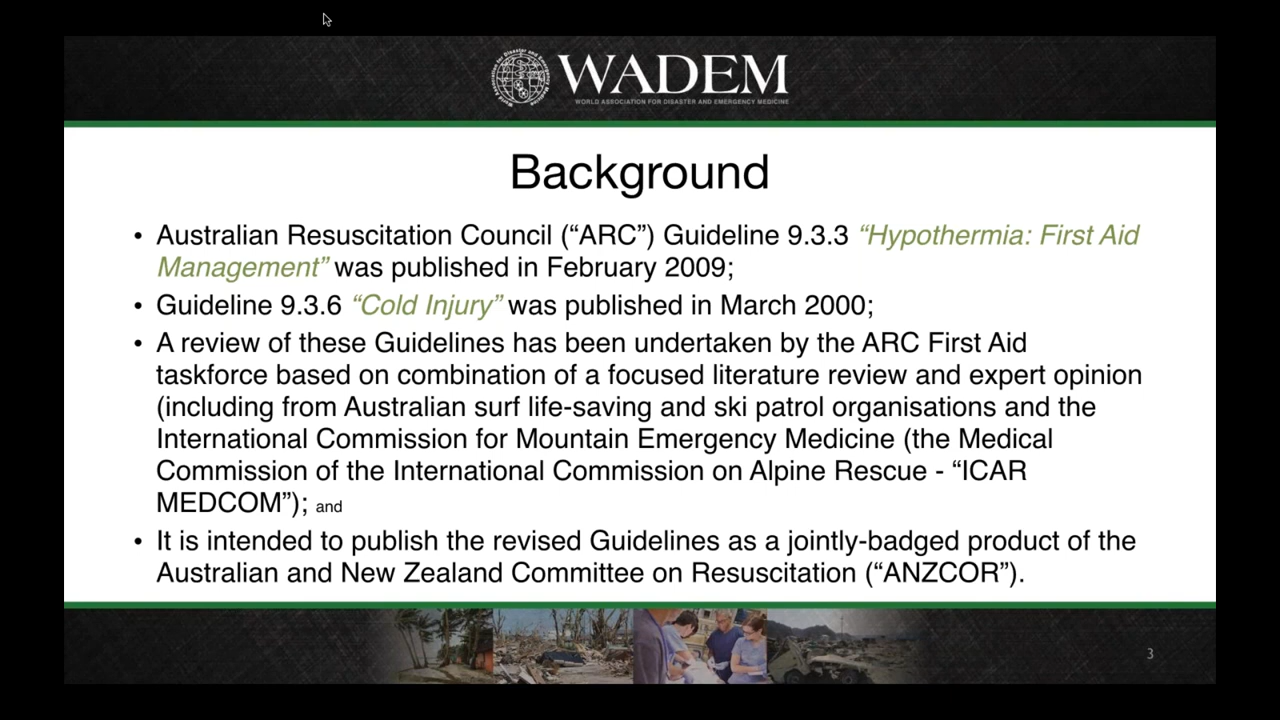 WADEM
WORLD ASSOCIATION FOR DISASTER AND EMERGENCY MEDICINE
Background
• Australian Resuscitation Council (“ARC”) Guideline 9.3.3 “Hypothermia: First Aid
Management” was published in February 2009;
• Guideline 9.3.6 “Cold Injury” was published in March 2000;
• A review of these Guidelines has been undertaken by the ARC First Aid
taskforce based on combination of a focused literature review and expert opinion
(including from Australian surf life-saving and ski patrol organisations and the
International Commission for Mountain Emergency Medicine (the Medical
Commission of the International Commission on Alpine Rescue - “ICAR
MEDCOM”); and
• It is intended to publish the revised Guidelines as a jointly-badged product of the
Australian and New Zealand Committee on Resuscitation (“ANZCOR”).
3